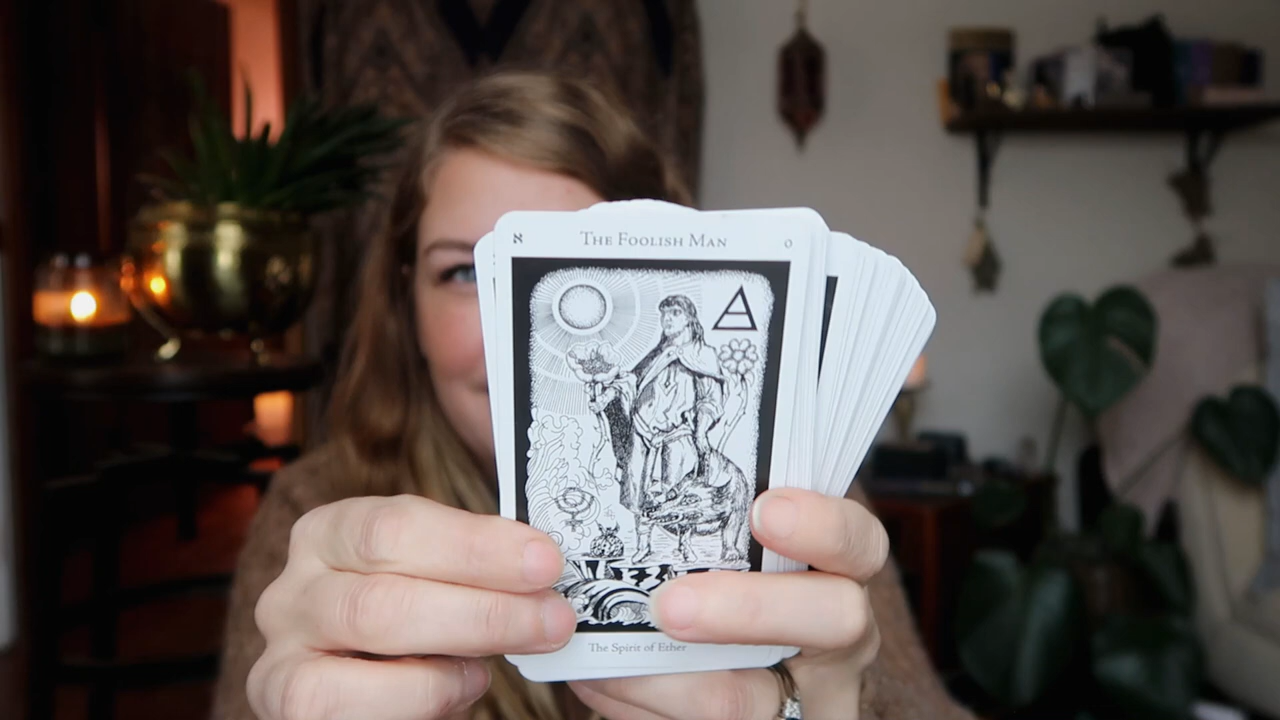 א The Foolish Man 0
The Spirit of Ether